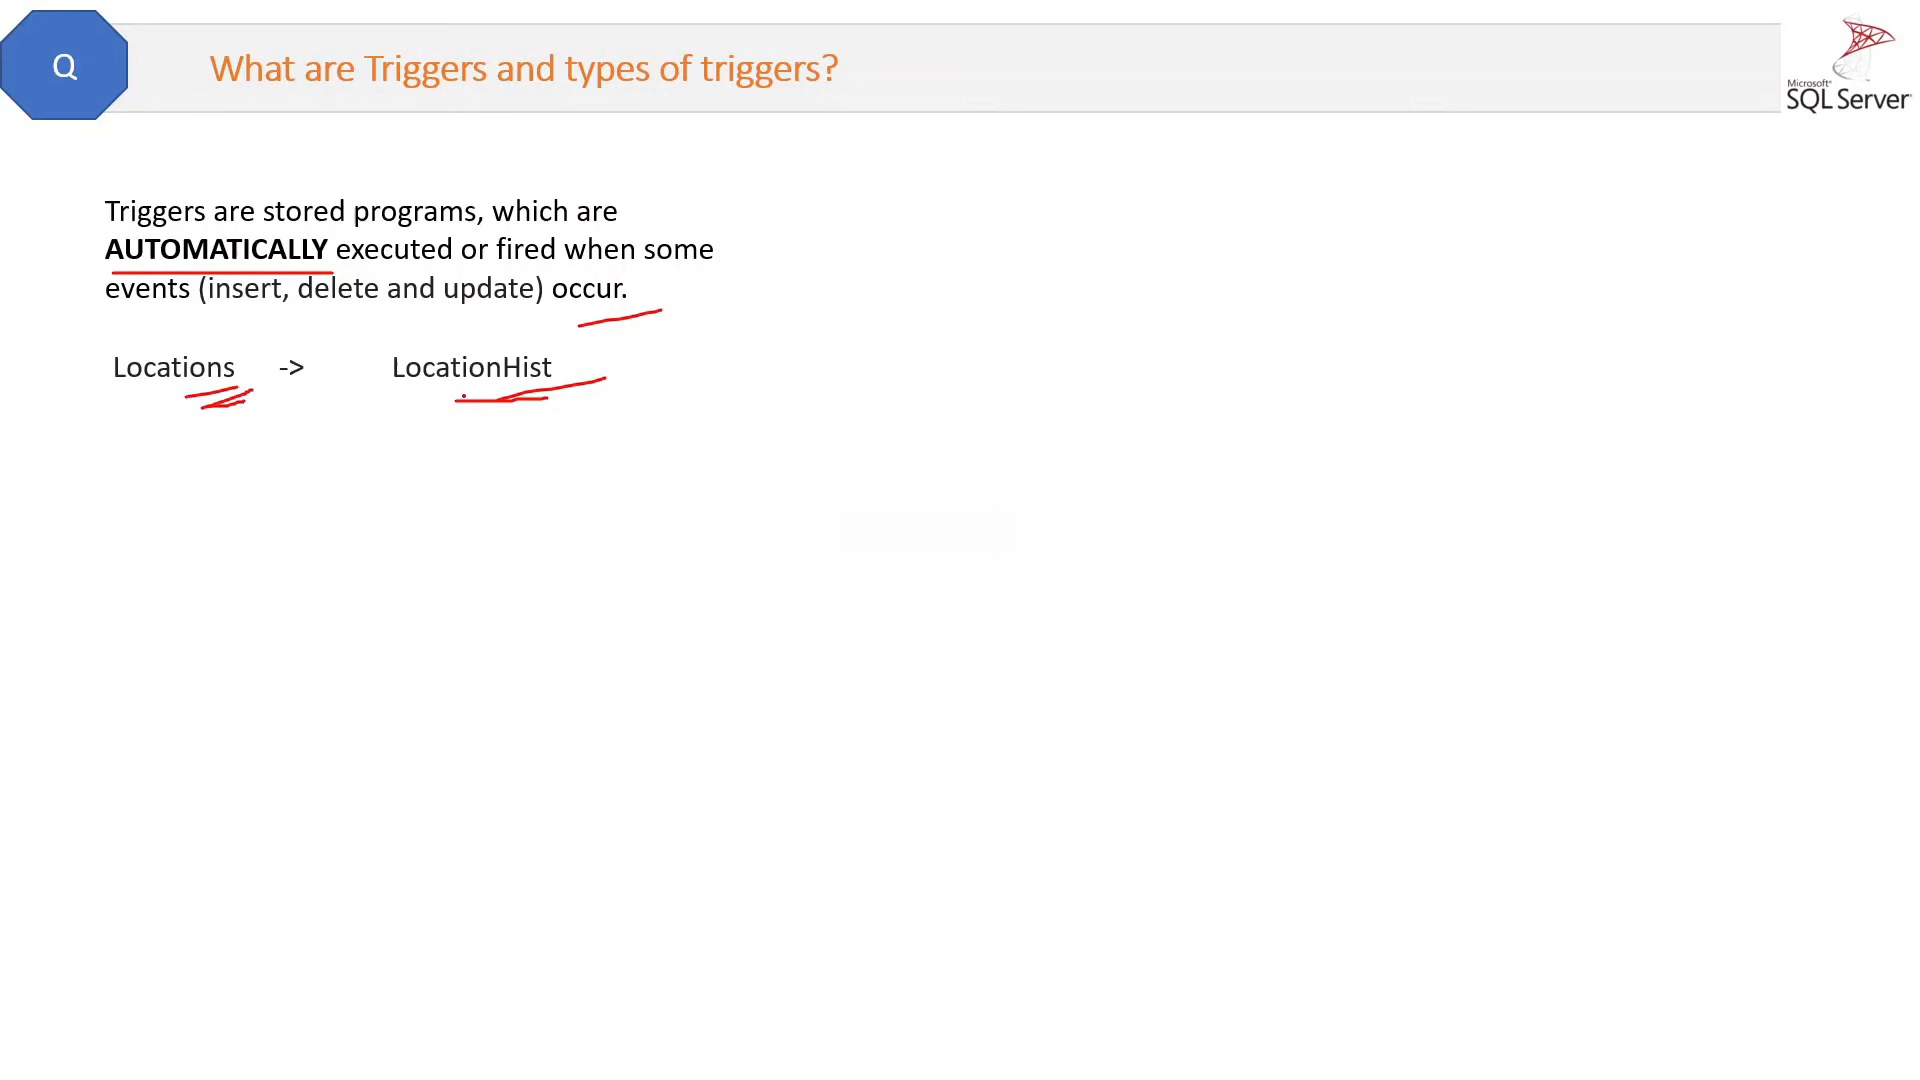 Q
What are Triggers and types of triggers?
Microsoft®
SQL Server®
Triggers are stored programs, which are
AUTOMATICALLY executed or fired when some
events (insert, delete and update) occur.
Locations -> LocationHist